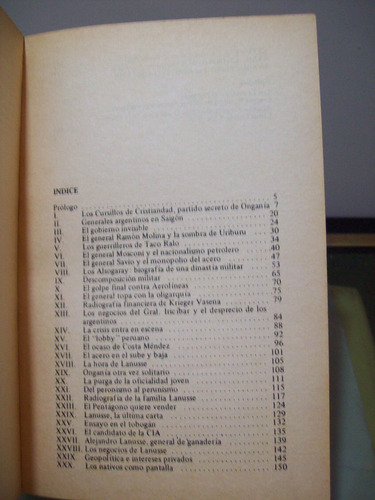 INDICE
Prólogo 5
I. Los Cursillos de Cristiandad, partido secreto de Onganía 7
II. Generales argentinos en Saigón 20
III. El gobierno invisible 24
IV. El general Ramón Molina y la sombra de Uriburu 30
V. Los guerrilleros de Taco Ralo 34
VI. El general Mosconi y el nacionalismo petrolero 40
VII. El general Savio y el monopolio del acero 47
VIII. Los Alsogaray: biografía de una dinastía militar 53
IX. Descomposición militar 65
X. El golpe final contra Aerolíneas 70
XI. El general topa con la oligarquía 75
XII. Radiografía financiera de Krieger Vasena 79
XIII. Los negocios del Gral. Iricíbar y el desprecio de los
argentinos 84
XIV. La crisis entra en escena 88
XV. El "lobby" peruano 92
XVI. El ocaso de Costa Méndez 96
XVII. El acero en el sube y baja 101
XVIII. La hora de Lanusse 105
XIX. Onganía otra vez solitario 108
XX. La purga de la oficialidad joven 111
XXI. Del peronismo al perunismo 115
XXII. Radiografía de la familia Lanusse 117
XXIII. El Pentágono quiere vender 124
XXIV. Lanusse, la última carta 129
XXV. Ensayo en el tobogán 132
XXVI. El candidato de la CIA 135
XXVII. Alejandro Lanusse, general de ganadería 139
XXVIII. Los negocios de Lanusse 142
XXIX. Geopolítica e intereses privados 145
XXX. Los nativos como pantalla 150